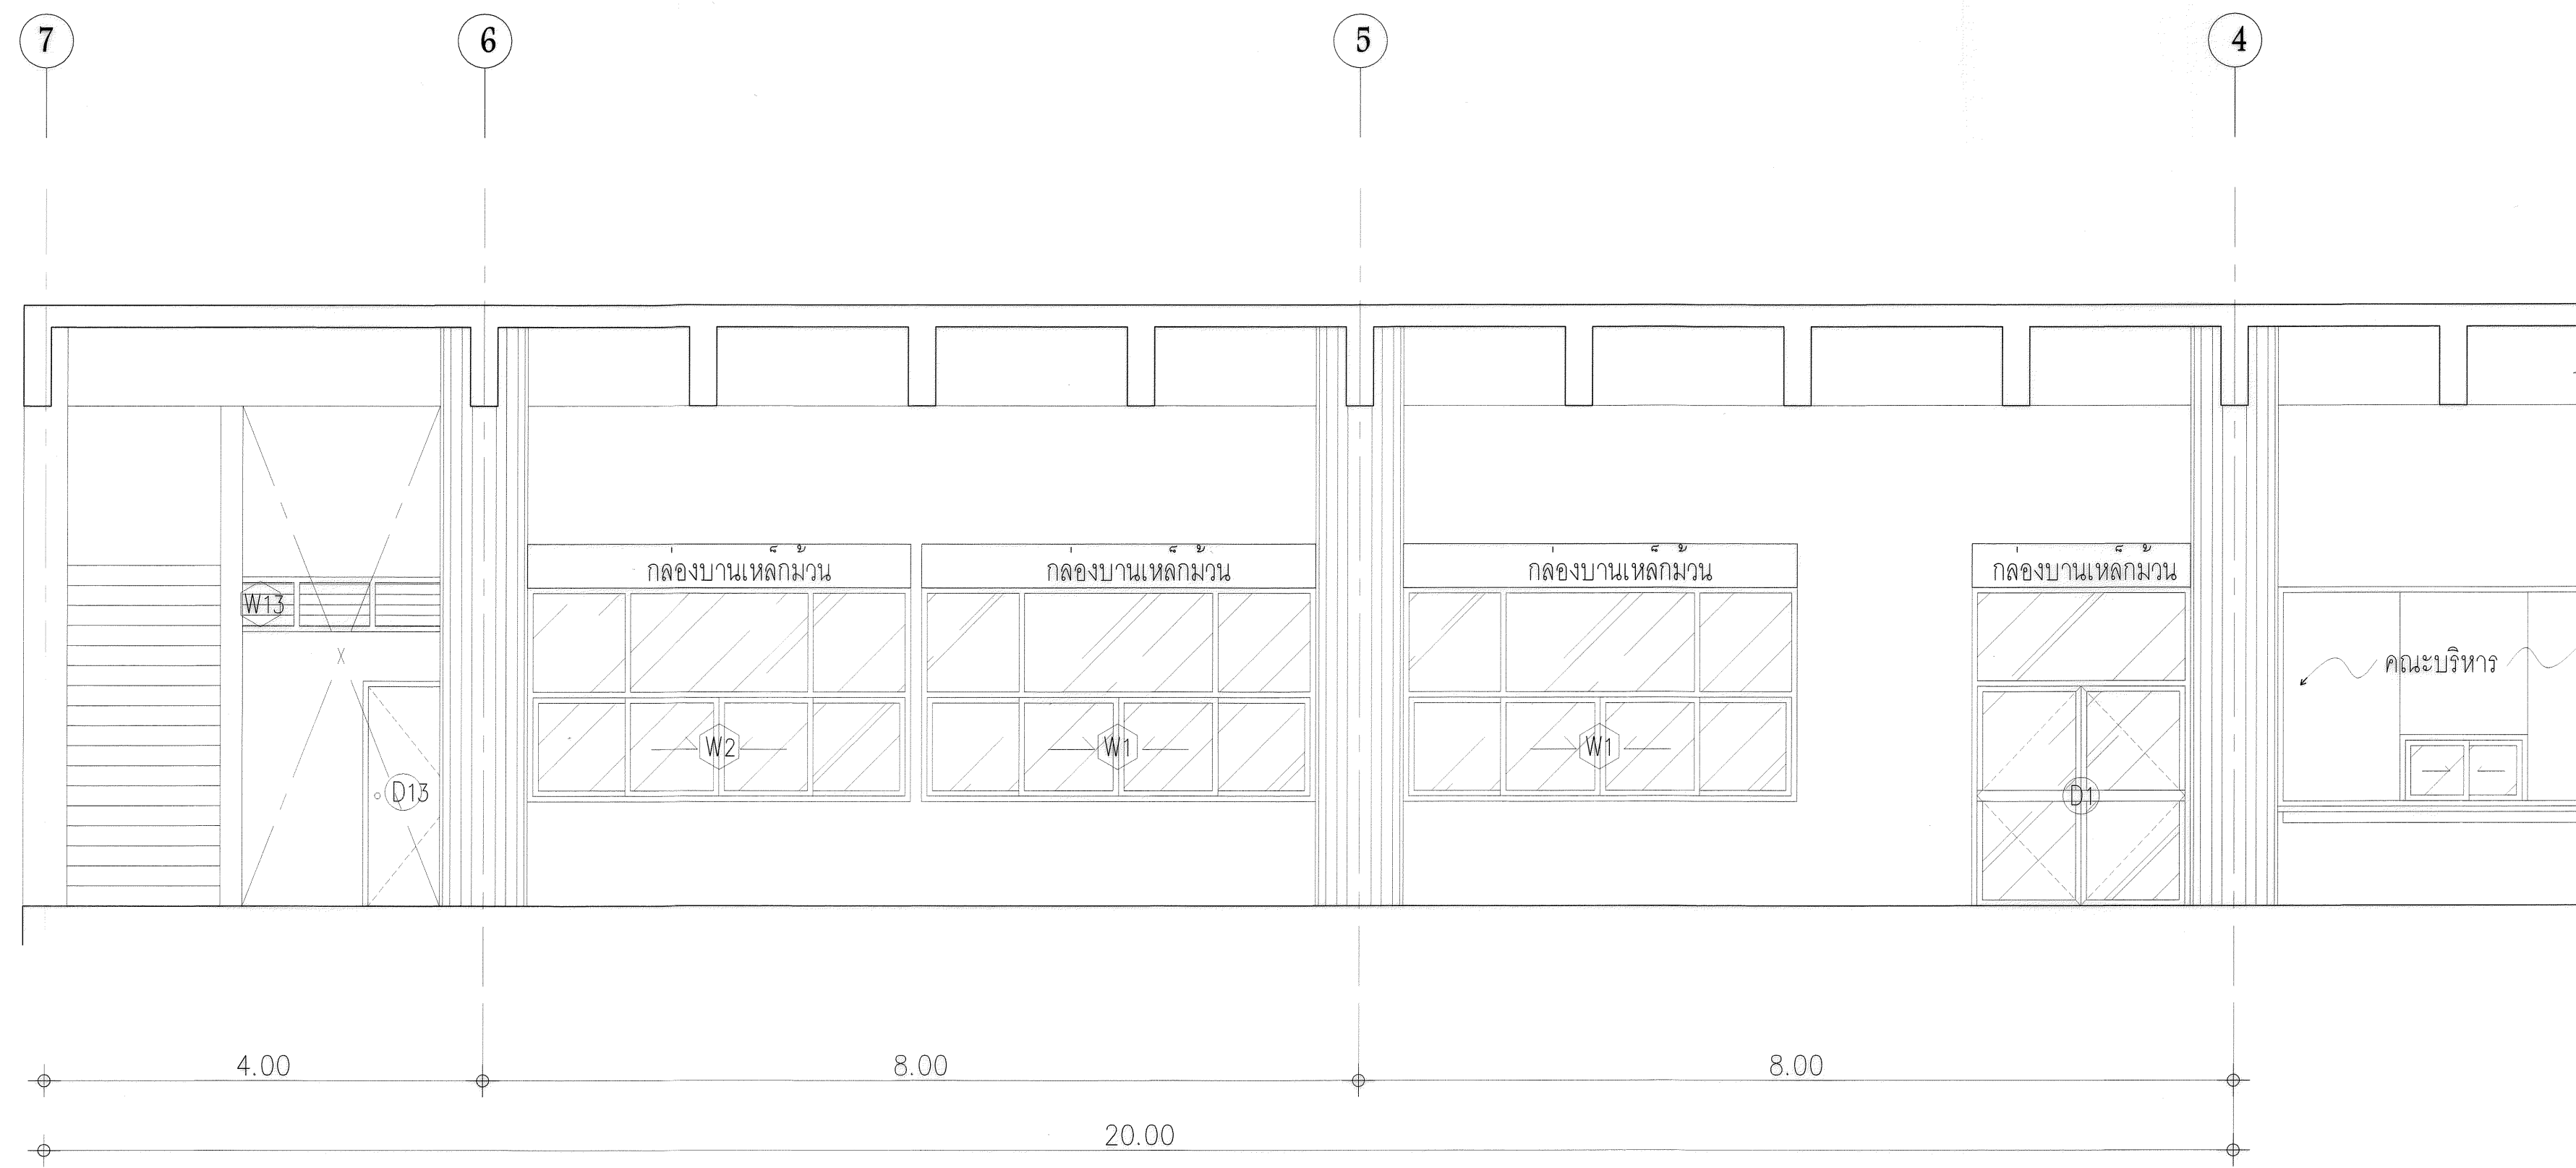 7 6 5 4
กล่องบานเหล็กม้วน กล่องบานเหล็กม้วน กล่องบานเหล็กม้วน กล่องบานเหล็กม้วน
W13
X
คณะบริหาร
W2 W1 W1
D13 D1
4.00 8.00 8.00
20.00